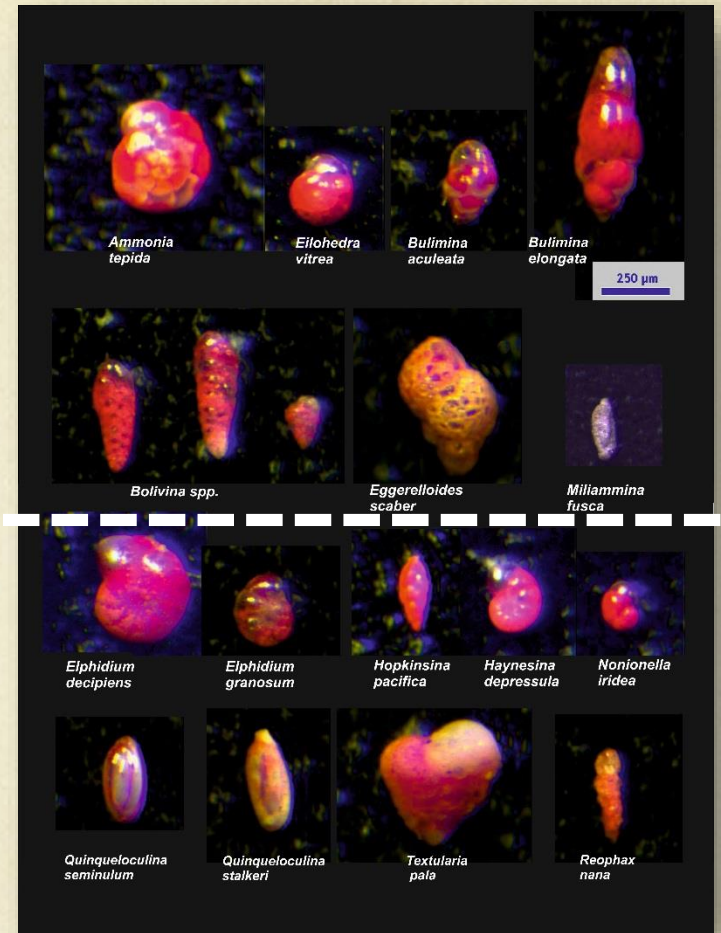 Ammonia
tepida
Eilohedra
vitrea
Bulimina
aculeata
Bulimina
elongata
250 µm
Bolivina spp.
Eggerelloides
scaber
Miliammina
fusca
Elphidium
decipiens
Elphidium
granosum
Hopkinsina
pacifica
Haynesina
depressula
Nonionella
iridea
Quinqueloculina
seminulum
Quinqueloculina
stalkeri
Textularia
pala
Reophax
nana